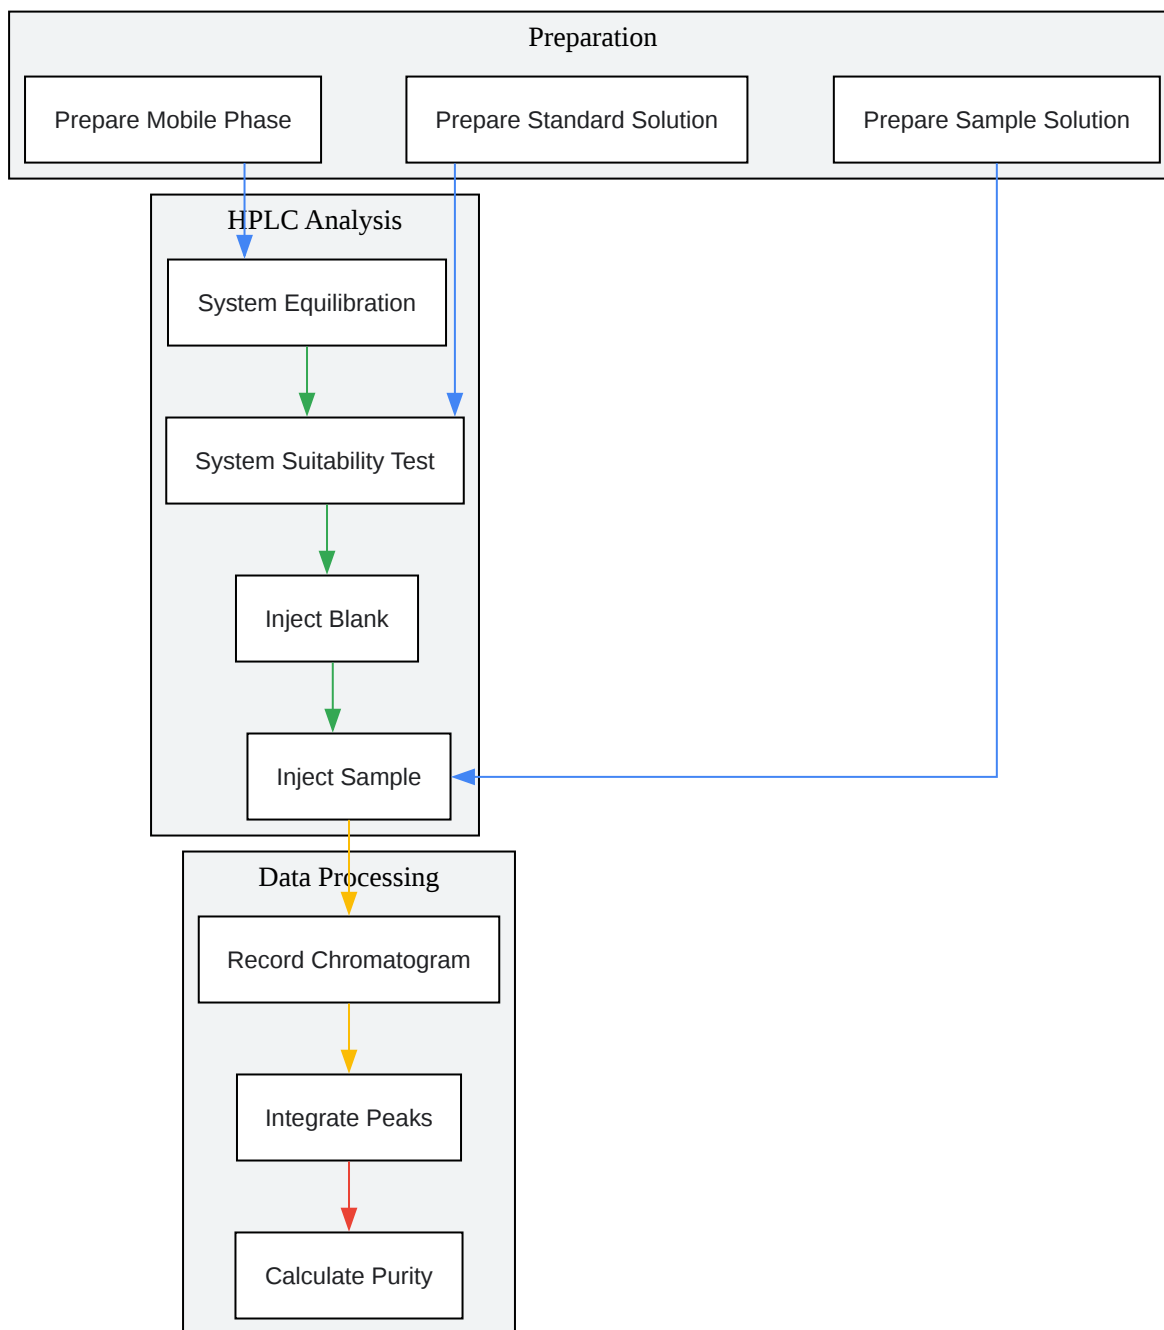 Preparation
Prepare Mobile Phase
Prepare Standard Solution
Prepare Sample Solution
HPLC Analysis
System Equilibration
System Suitability Test
Inject Blank
Inject Sample
Data Processing
Record Chromatogram
Integrate Peaks
Calculate Purity